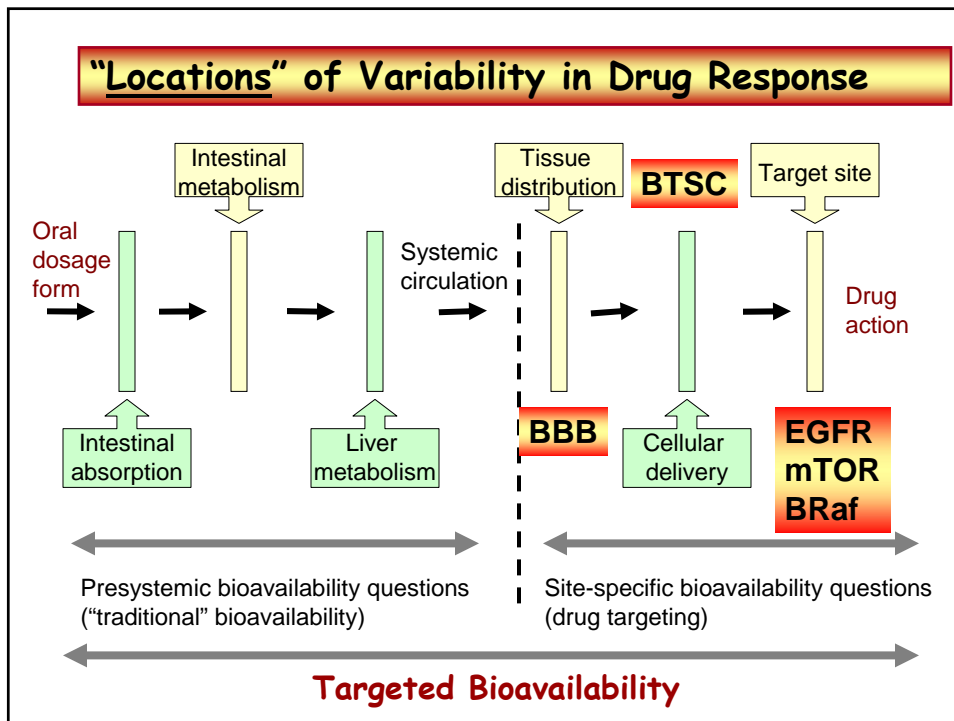 “Locations” of Variability in Drug Response
Intestinal
metabolism
Tissue
distribution
BTSC
Target site
Oral
dosage
form
Systemic
circulation
Drug
action
Intestinal
absorption
Liver
metabolism
BBB
Cellular
delivery
EGFR
mTOR
BRaf
Presystemic bioavailability questions
(“traditional” bioavailability)
Site-specific bioavailability questions
(drug targeting)
Targeted Bioavailability